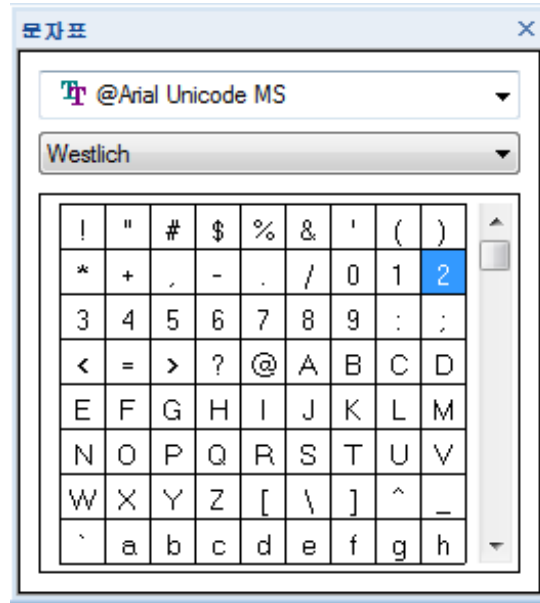 문자표
@Arial Unicode MS
Westlich
! " # $ % & ' ( )
* + , - . / 0 1 2
3 4 5 6 7 8 9 : ;
< = > ? @ A B C D
E F G H I J K L M
N O P Q R S T U V
W X Y Z [ \ ] ^ _
` a b c d e f g h